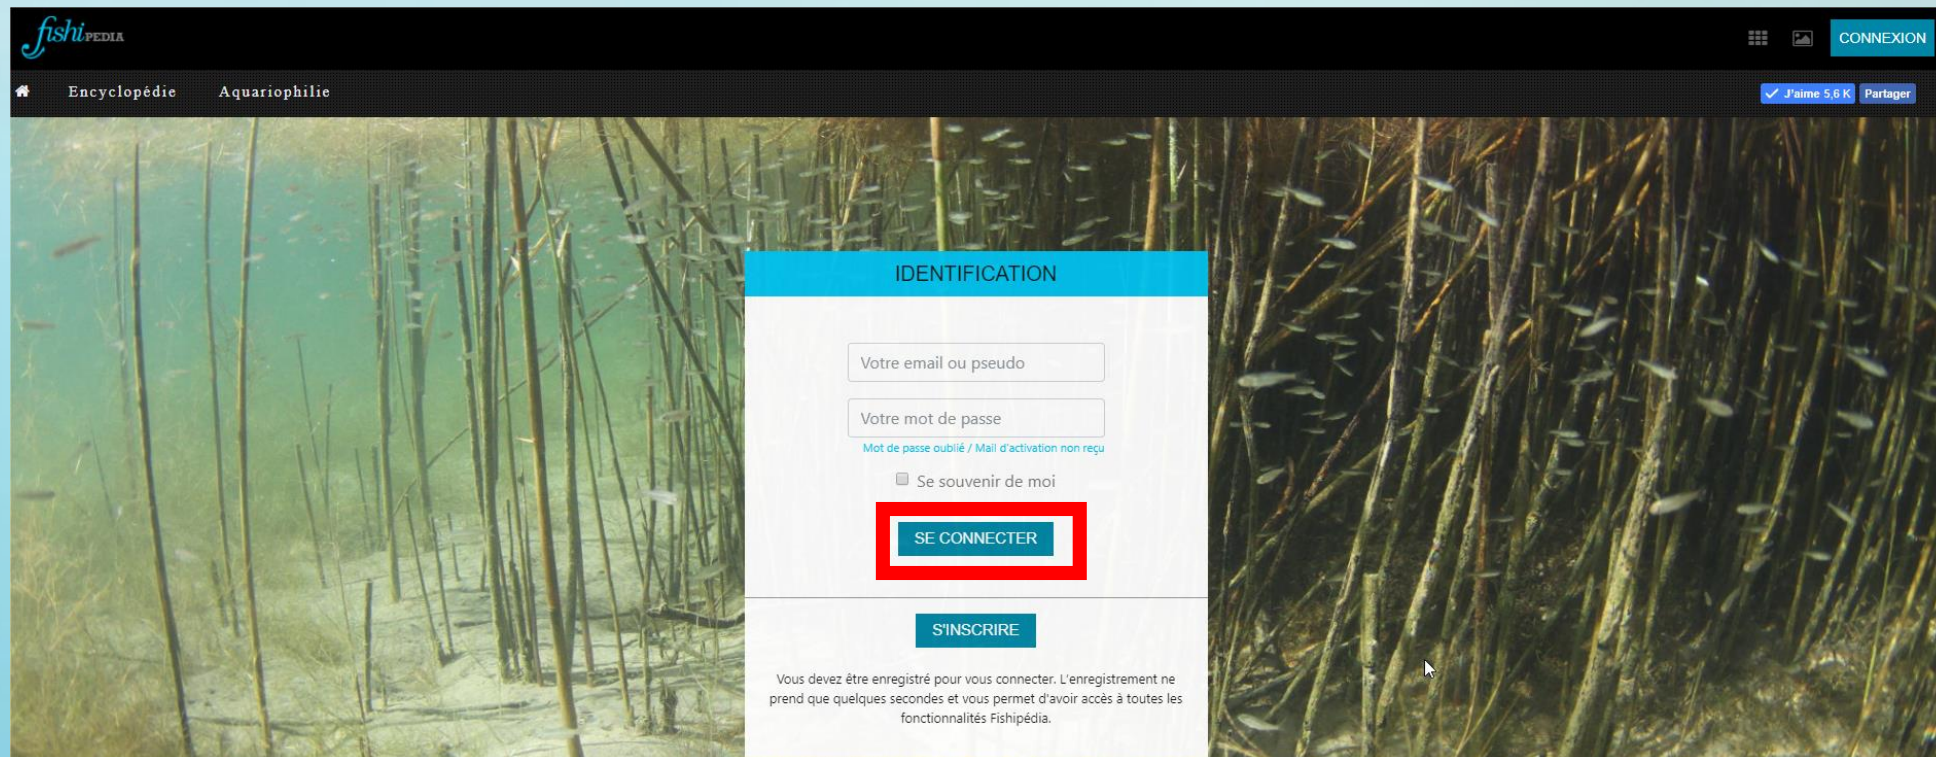 fishiPEDIA
CONNEXION
Encyclopédie Aquariophilie
J'aime 5,6 K Partager
IDENTIFICATION
Votre email ou pseudo
Votre mot de passe
Mot de passe oublié / Mail d'activation non reçu
Se souvenir de moi
SE CONNECTER
S'INSCRIRE
Vous devez être enregistré pour vous connecter. L'enregistrement ne
prend que quelques secondes et vous permet d'avoir accès à toutes les
fonctionnalités Fishipédia.